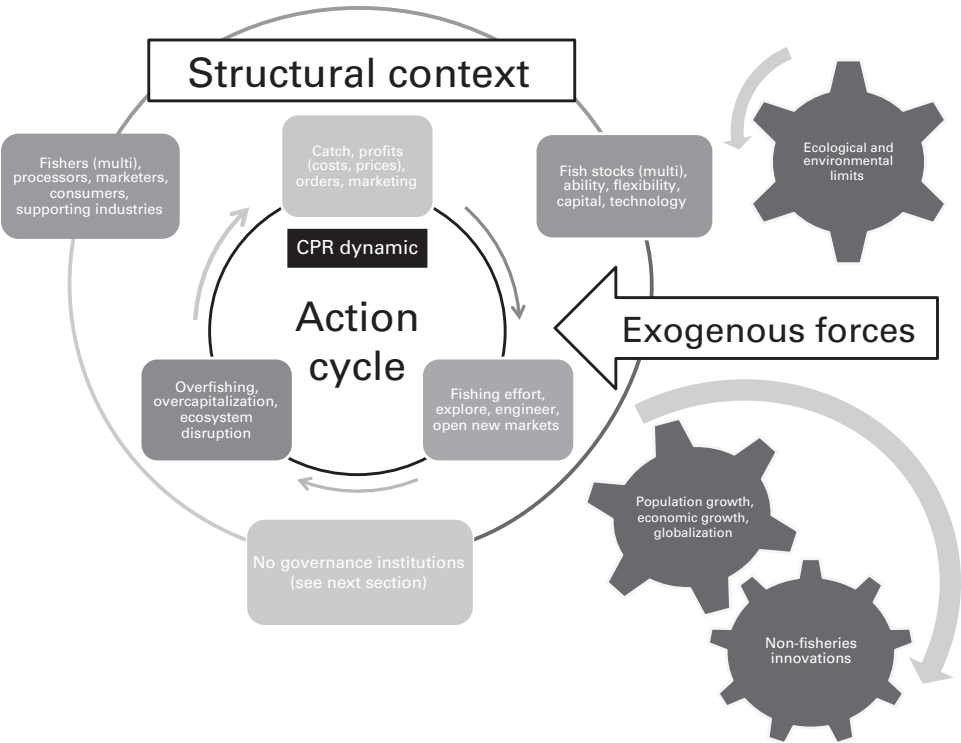 Structural context
Fishers (multi),
processors, marketers,
consumers,
supporting industries
Catch, profits
(costs, prices),
orders, marketing
Fish stocks (multi),
ability, flexibility,
capital, technology
Ecological and
environmental
limits
CPR dynamic
Action
cycle
Exogenous forces
Overfishing,
overcapitalization,
ecosystem
disruption
Fishing effort,
explore, engineer,
open new markets
Population growth,
economic growth,
globalization
No governance institutions
(see next section)
Non-fisheries
innovations